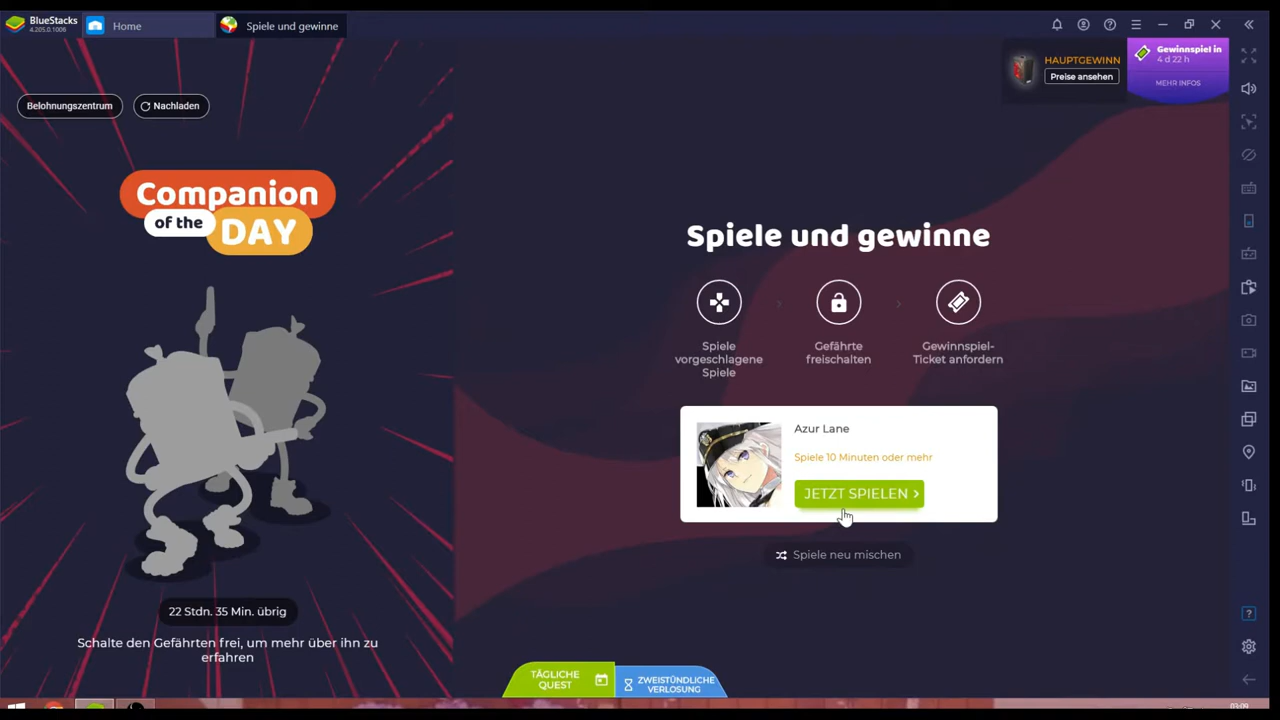 BlueStacks
4.205.0.1006
Home
Spiele und gewinne
Belohnungszentrum
Nachladen
HAUPTGEWINN
Preise ansehen
Gewinnspiel in
4 d 22 h
MEHR INFOS
Companion
of the
DAY
Spiele und gewinne
Spiele
vorgeschlagene
Spiele
Gefährte
freischalten
Gewinnspiel-
Ticket anfordern
Azur Lane
Spiele 10 Minuten oder mehr
JETZT SPIELEN
Spiele neu mischen
22 Stdn. 35 Min. übrig
Schalte den Gefährten frei, um mehr über ihn zu
erfahren
TÄGLICHE
QUEST
ZWEISTÜNDLICHE
VERLOSUNG
03:09